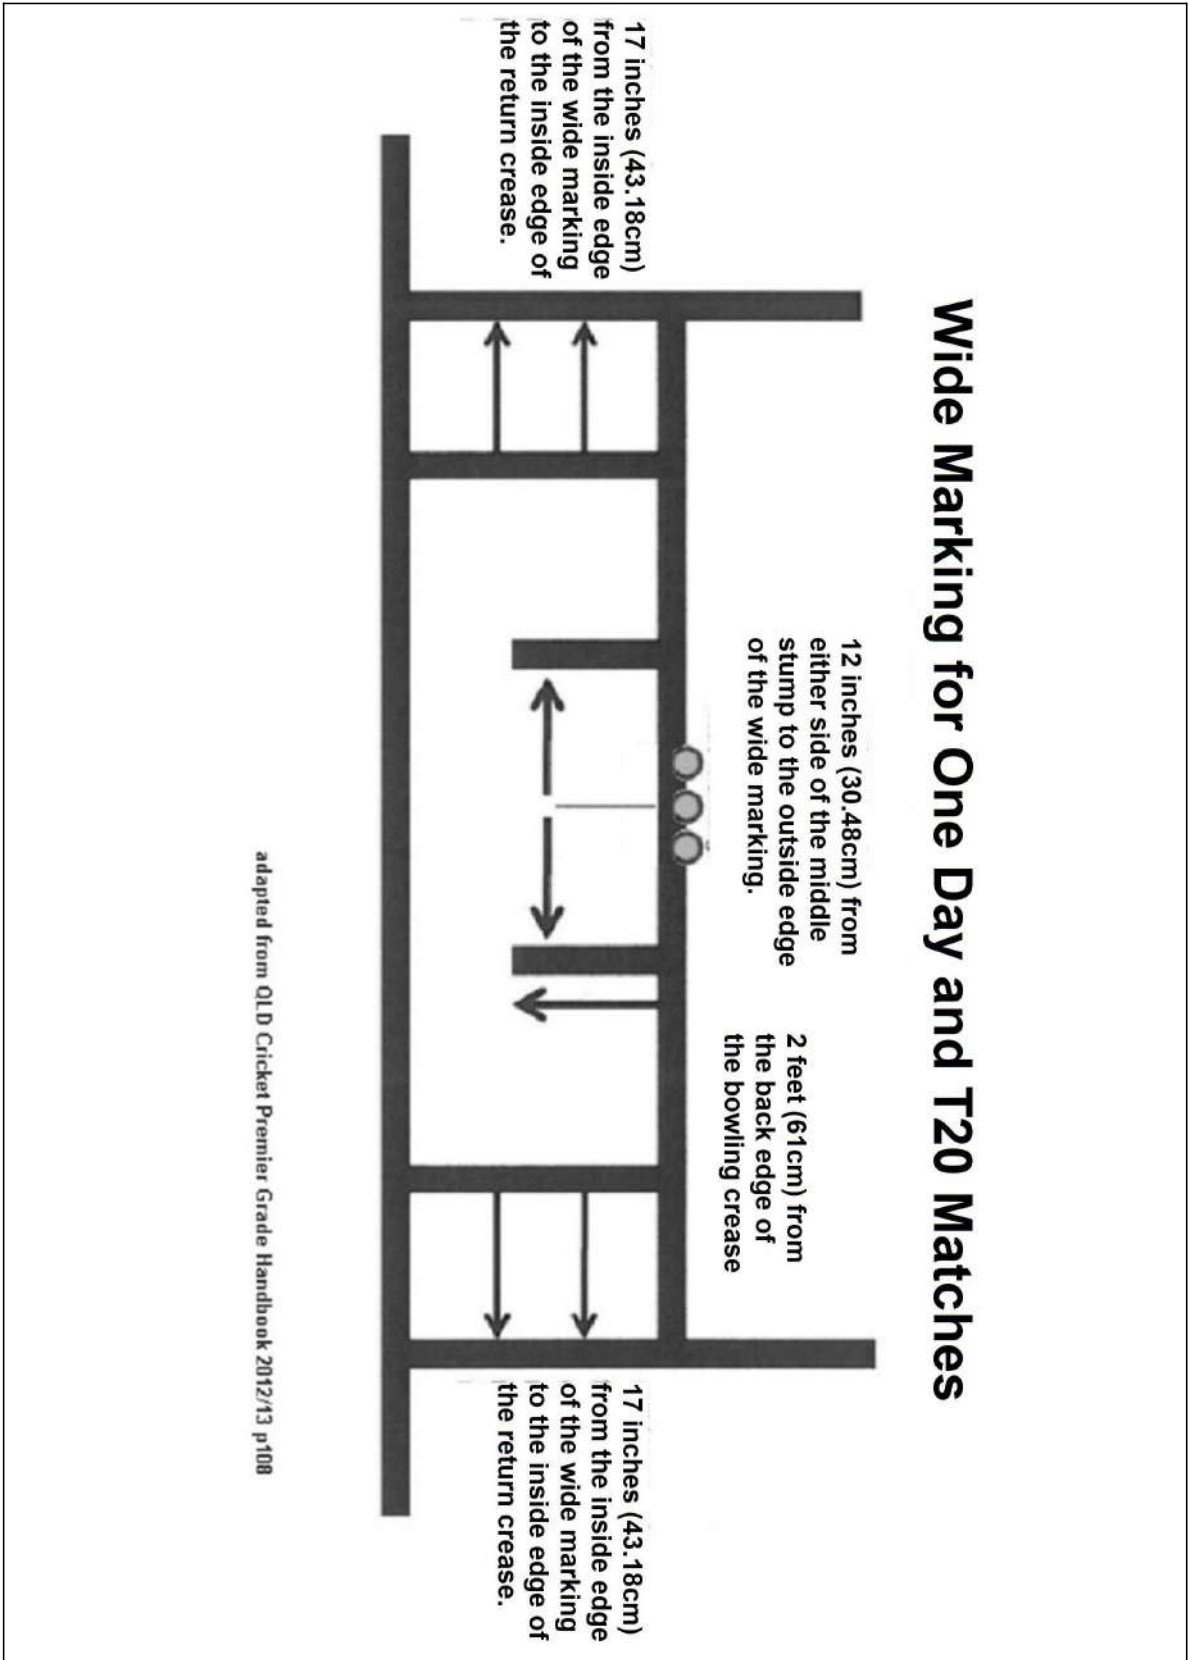 Wide Marking for One Day and T20 Matches
12 inches (30.48cm) from
either side of the middle
stump to the outside edge
of the wide marking.
2 feet (61cm) from
the back edge of
the bowling crease
17 inches (43.18cm)
from the inside edge
of the wide marking
to the inside edge of
the return crease.
17 inches (43.18cm)
from the inside edge
of the wide marking
to the inside edge of
the return crease.
adapted from QLD Cricket Premier Grade Handbook 2012/13 p108